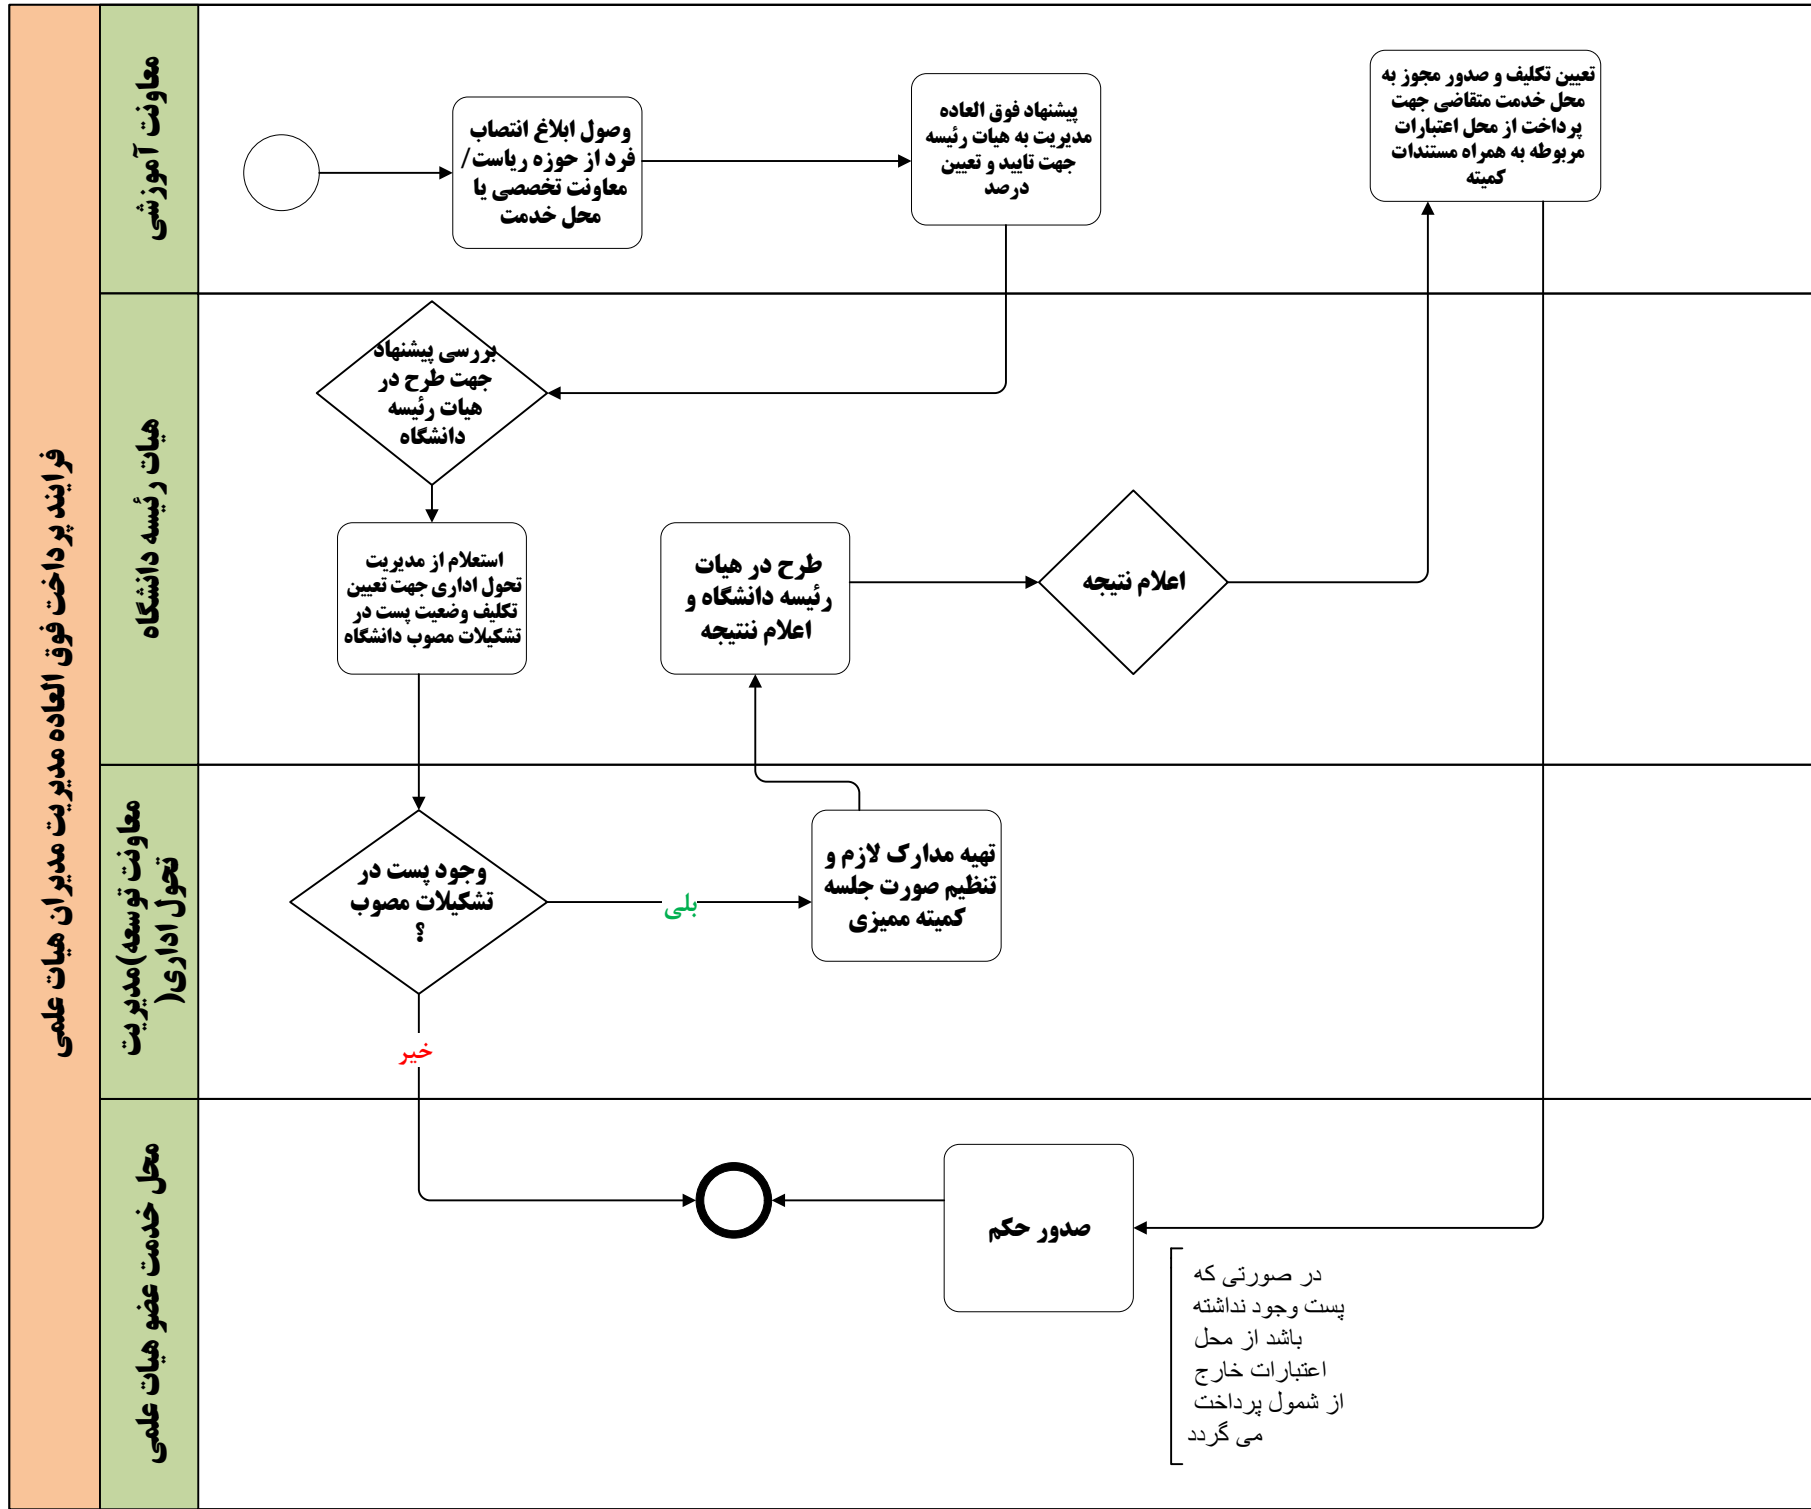 فرایند پرداخت فوق العاده مدیریت مدیران هیات علمی
معاونت آموزشی
وصول ابلاغ انتصاب
فرد از حوزه ریاست/
معاونت تخصصی یا
محل خدمت
پیشنهاد فوق العاده
مدیریت به هیات رئیسه
جهت تایید و تعیین
درصد
تعیین تکلیف و صدور مجوز به
محل خدمت متقاضی جهت
پرداخت از محل اعتبارات
مربوطه به همراه مستندات
کمیته
هیات رئیسه دانشگاه
بررسی پیشنهاد
جهت طرح در
هیات رئیسه
دانشگاه
استعلام از مدیریت
تحول اداری جهت تعیین
تکلیف وضعیت پست در
تشکیلات مصوب دانشگاه
طرح در هیات
رئیسه دانشگاه و
اعلام ننتیجه
اعلام نتیجه
معاونت توسعه)مدیریت
تحول اداری(
وجود پست در
تشکیلات مصوب
؟
بلی
تهیه مدارک لازم و
تنظیم صورت جلسه
کمیته ممیزی
خیر
محل خدمت عضو هیات علمی
صدور حکم
در صورتی که
پست وجود نداشته
باشد از محل
اعتبارات خارج
از شمول پرداخت
می گردد